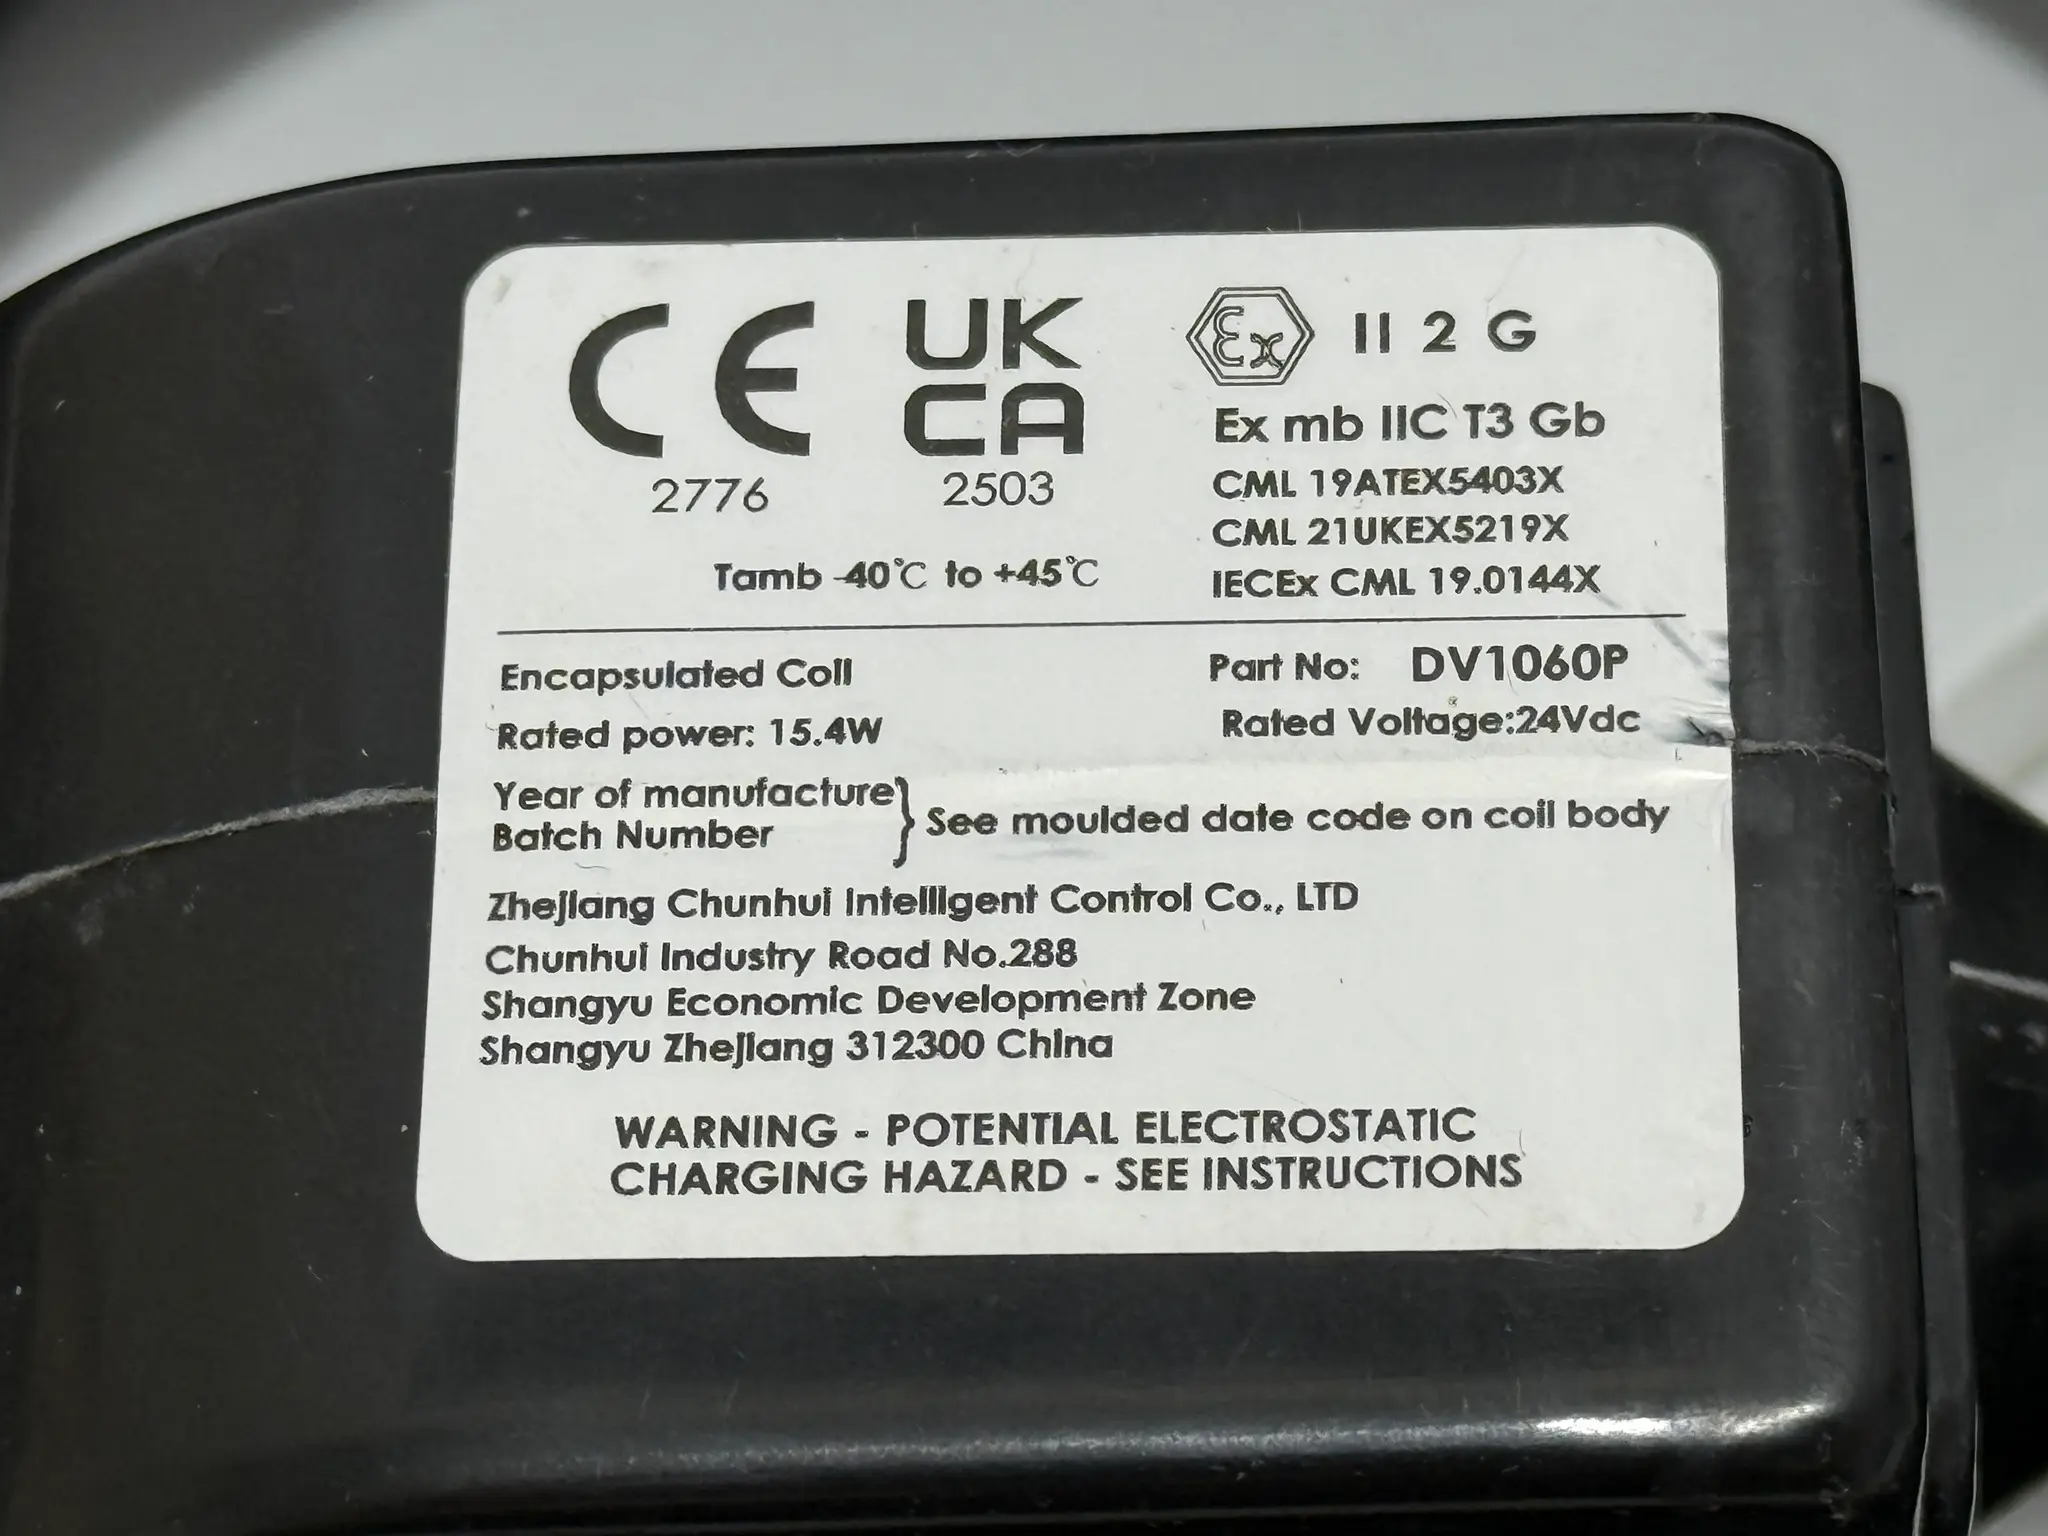 CE UK CA Ex II 2 G
2776 2503 Ex mb IIC T3 Gb
CML 19ATEX5403X
CML 21UKEX5219X
Tamb -40℃ to +45℃ IECEx CML 19.0144X
Encapsulated Coil Part No: DV1060P
Rated power: 15.4W Rated Voltage:24Vdc
Year of manufacture
Batch Number } See moulded date code on coil body
Zhejiang Chunhui Intelligent Control Co., LTD
Chunhui Industry Road No.288
Shangyu Economic Development Zone
Shangyu Zhejiang 312300 China
WARNING - POTENTIAL ELECTROSTATIC
CHARGING HAZARD - SEE INSTRUCTIONS